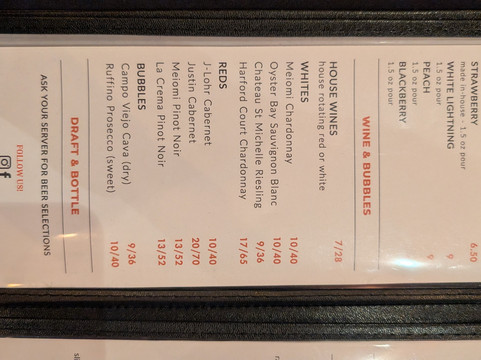 STRAWBERRY 6.50
made in-house - 1.5 oz pour
WHITE LIGHTNING 9
1.5 oz pour
PEACH 9
1.5 oz pour
BLACKBERRY
1.5 oz pour
WINE & BUBBLES
HOUSE WINES 7/28
house rotating red or white
WHITES
Meiomi Chardonnay 10/40
Oyster Bay Sauvignon Blanc 10/40
Chateau St Michelle Riesling 9/36
Harford Court Chardonnay 17/65
REDS
J-Lohr Cabernet 10/40
Justin Cabernet 20/70
Meiomi Pinot Noir 13/52
La Crema Pinot Noir 13/52
BUBBLES
Campo Viejo Cava (dry) 9/36
Ruffino Prosecco (sweet) 10/40
DRAFT & BOTTLE
ASK YOUR SERVER FOR BEER SELECTIONS
FOLLOW US!